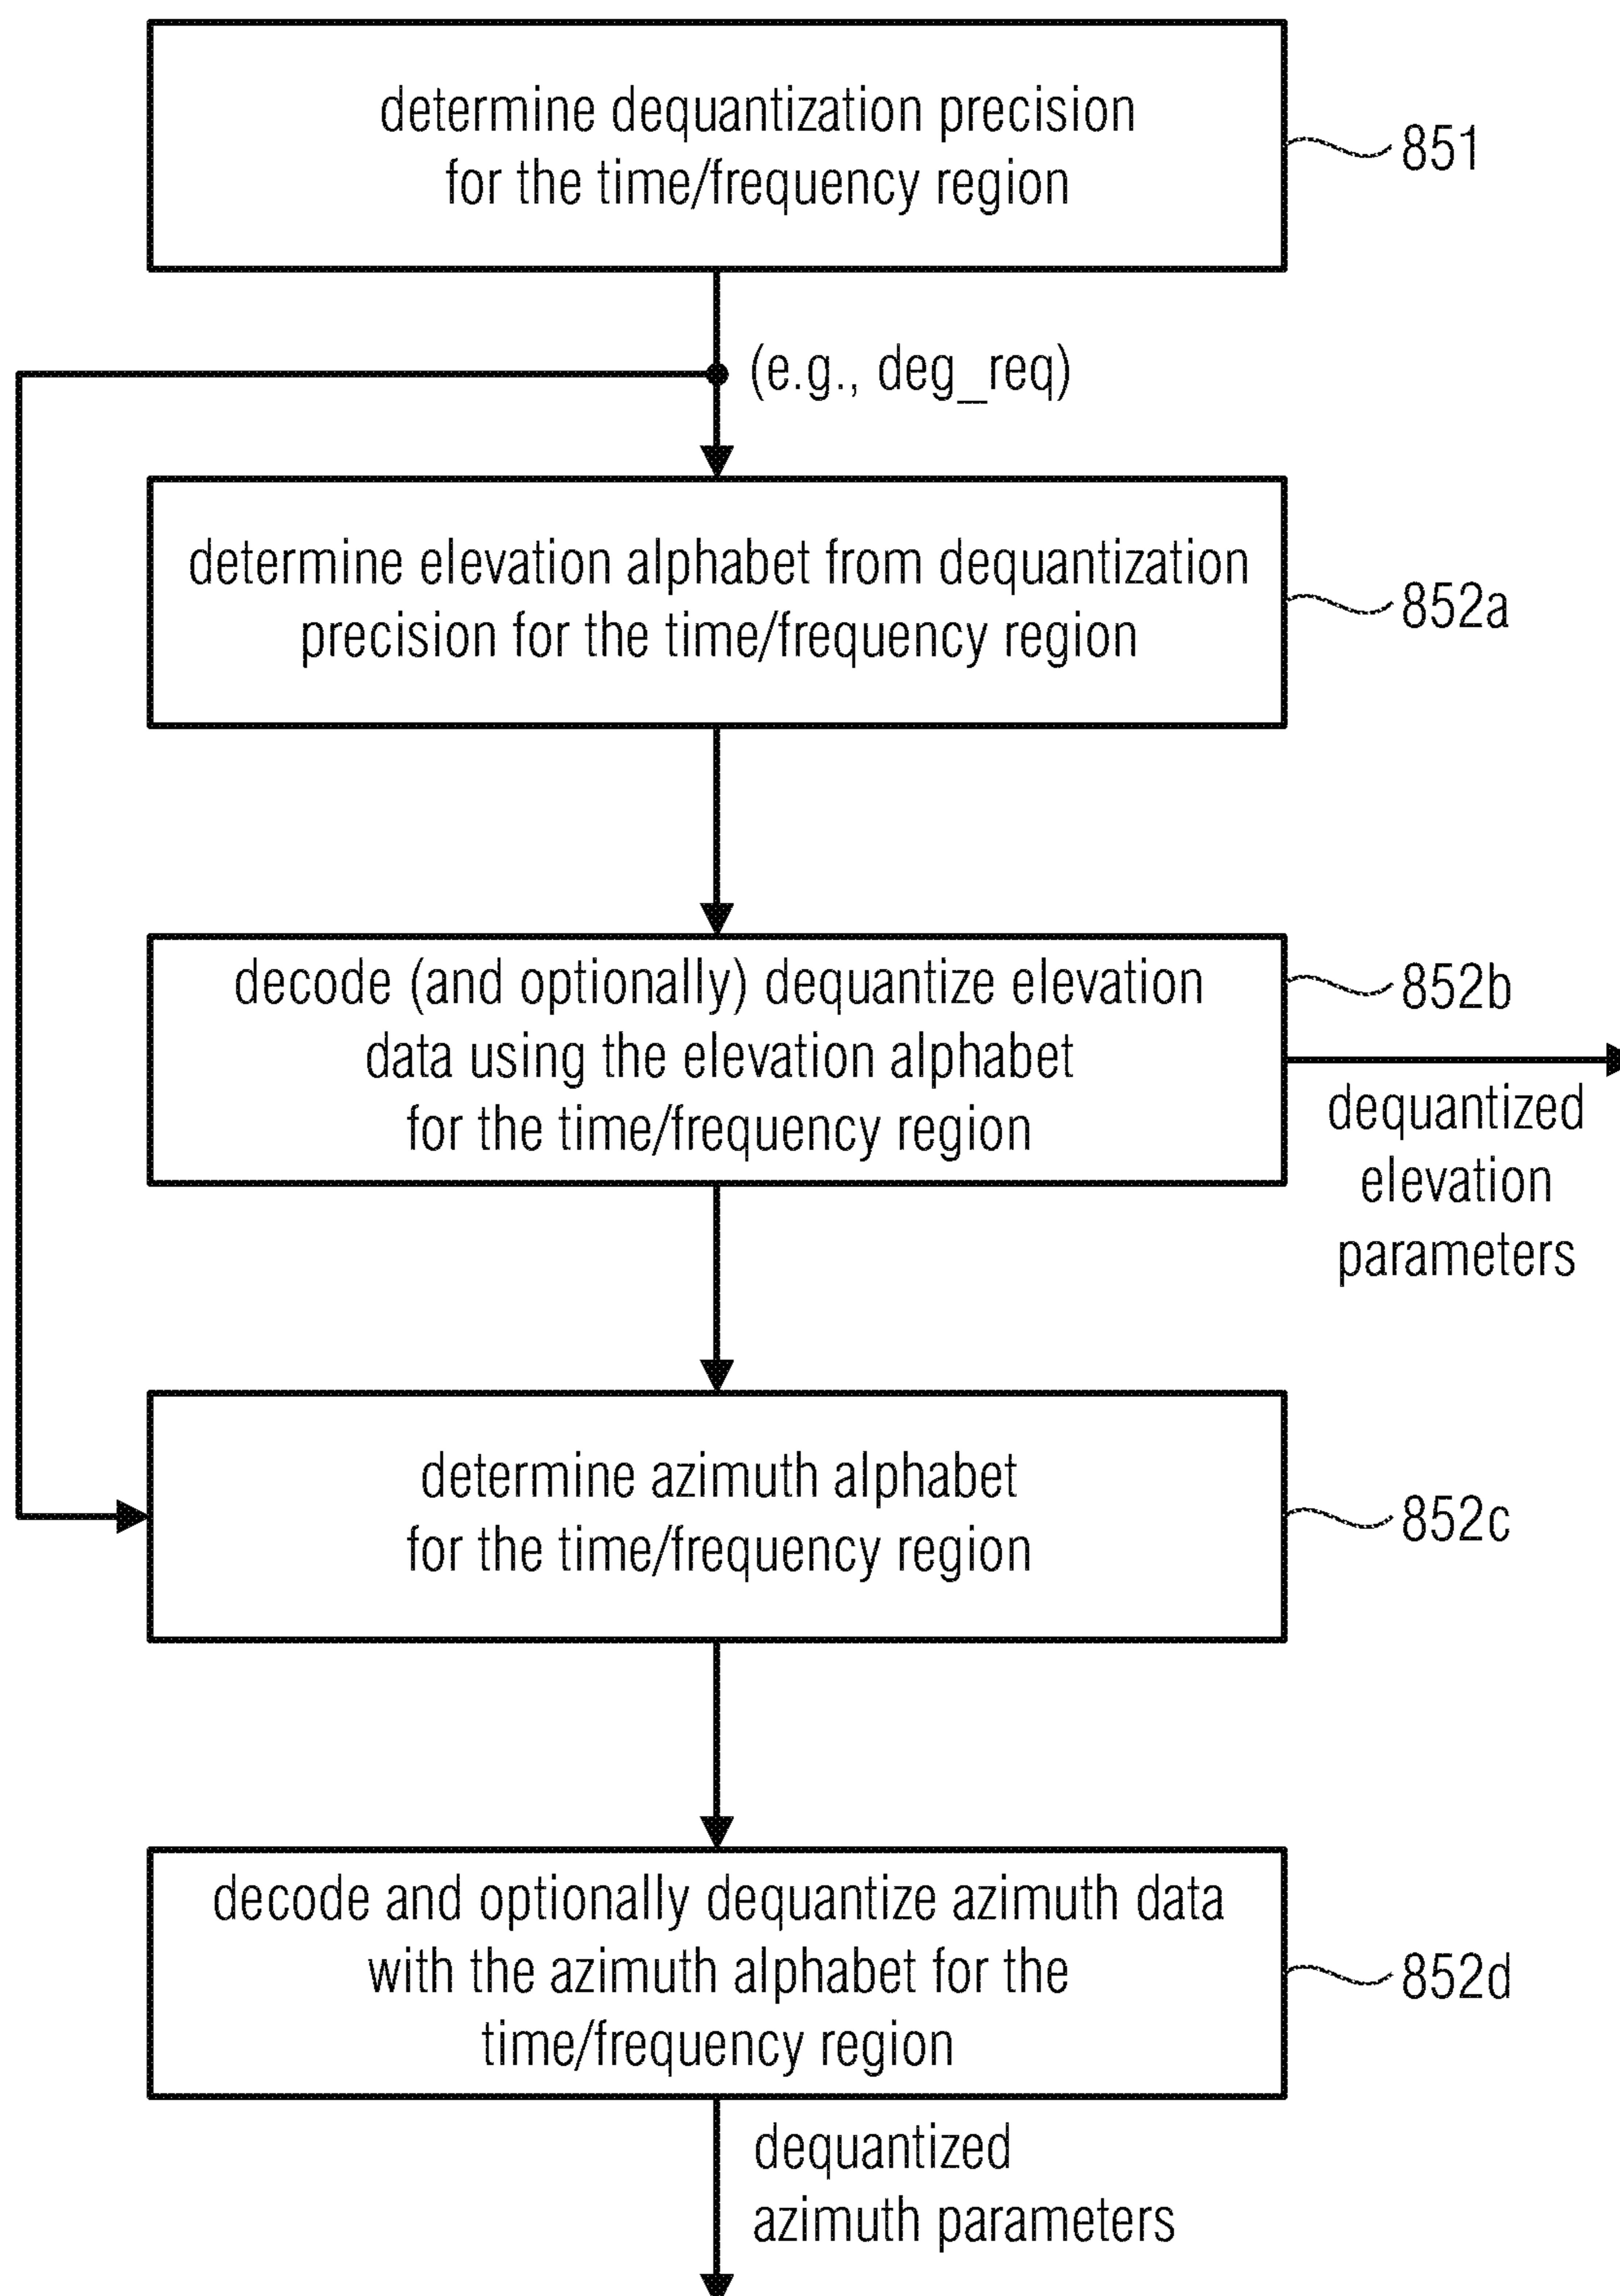 determine dequantization precision
for the time/frequency region
851
(e.g., deg_req)
determine elevation alphabet from dequantization
precision for the time/frequency region
852a
decode (and optionally) dequantize elevation
data using the elevation alphabet
for the time/frequency region
852b
dequantized
elevation
parameters
determine azimuth alphabet
for the time/frequency region
852c
decode and optionally dequantize azimuth data
with the azimuth alphabet for the
time/frequency region
852d
dequantized
azimuth parameters